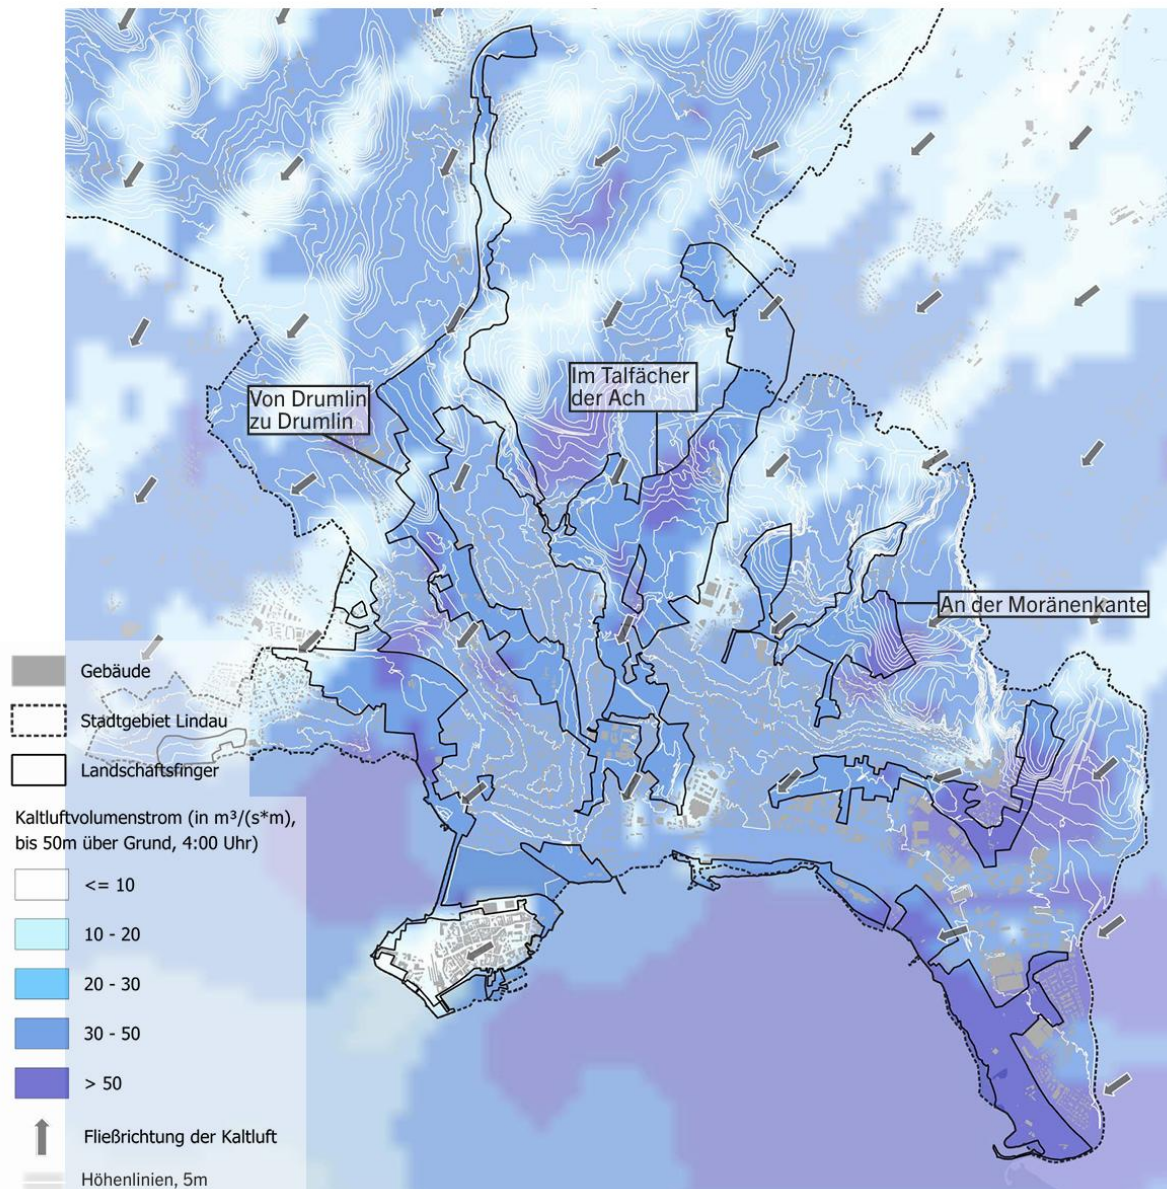 Von Drumlin
zu Drumlin
Im Talfächer
der Ach
An der Moränenkante
Gebäude
Stadtgebiet Lindau
Landschaftsfinger
Kaltluftvolumenstrom (in m³/(s*m),
bis 50m über Grund, 4:00 Uhr)
<= 10
10 - 20
20 - 30
30 - 50
> 50
Fließrichtung der Kaltluft
Höhenlinien, 5m